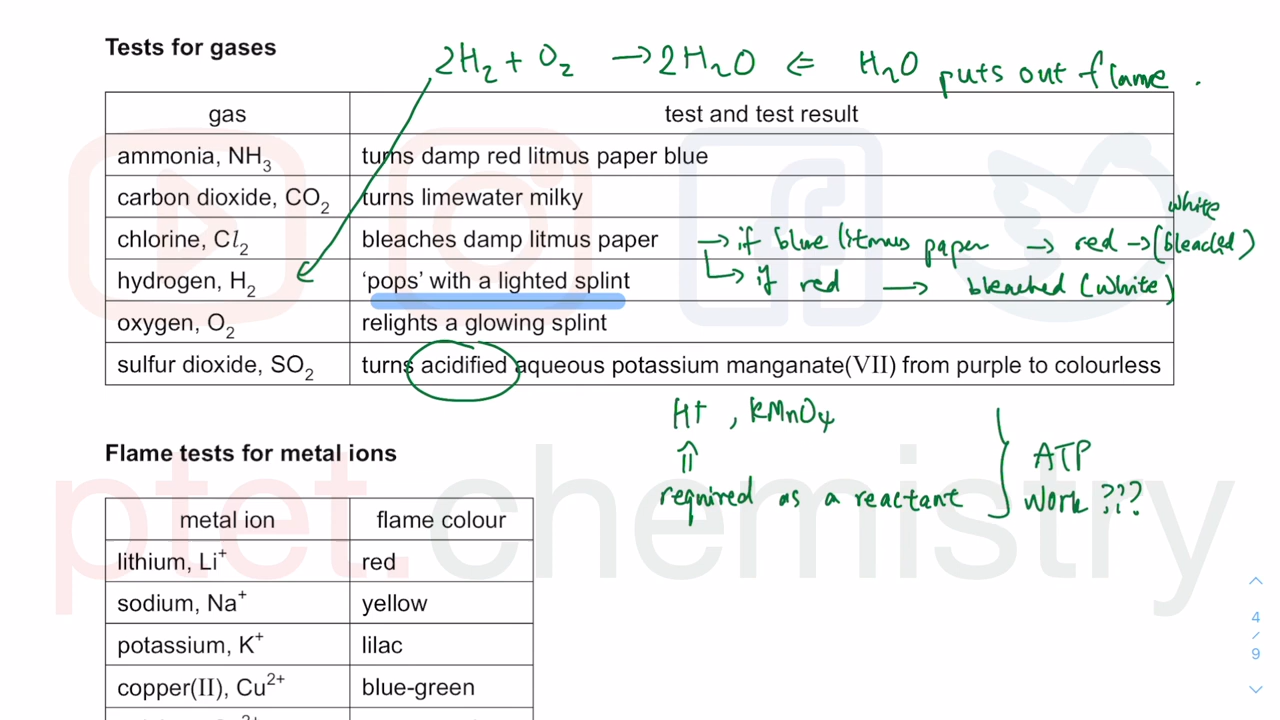 Tests for gases
2H2 + O2 → 2H2O ⇐ H2O puts out flame.
gas test and test result
ammonia, NH3 turns damp red litmus paper blue
carbon dioxide, CO2 turns limewater milky
white
chlorine, Cl2 bleaches damp litmus paper → if blue litmus paper → red → (bleached)
hydrogen, H2 'pops' with a lighted splint ↳ if red → bleached (white)
oxygen, O2 relights a glowing splint
sulfur dioxide, SO2 turns acidified aqueous potassium manganate(VII) from purple to colourless
H+, KMnO4
⇑
required as a reactant } ATP
work???
Flame tests for metal ions
ptet.chemistry
metal ion flame colour
lithium, Li+ red
sodium, Na+ yellow
potassium, K+ lilac
copper(II), Cu2+ blue-green
4
/
9